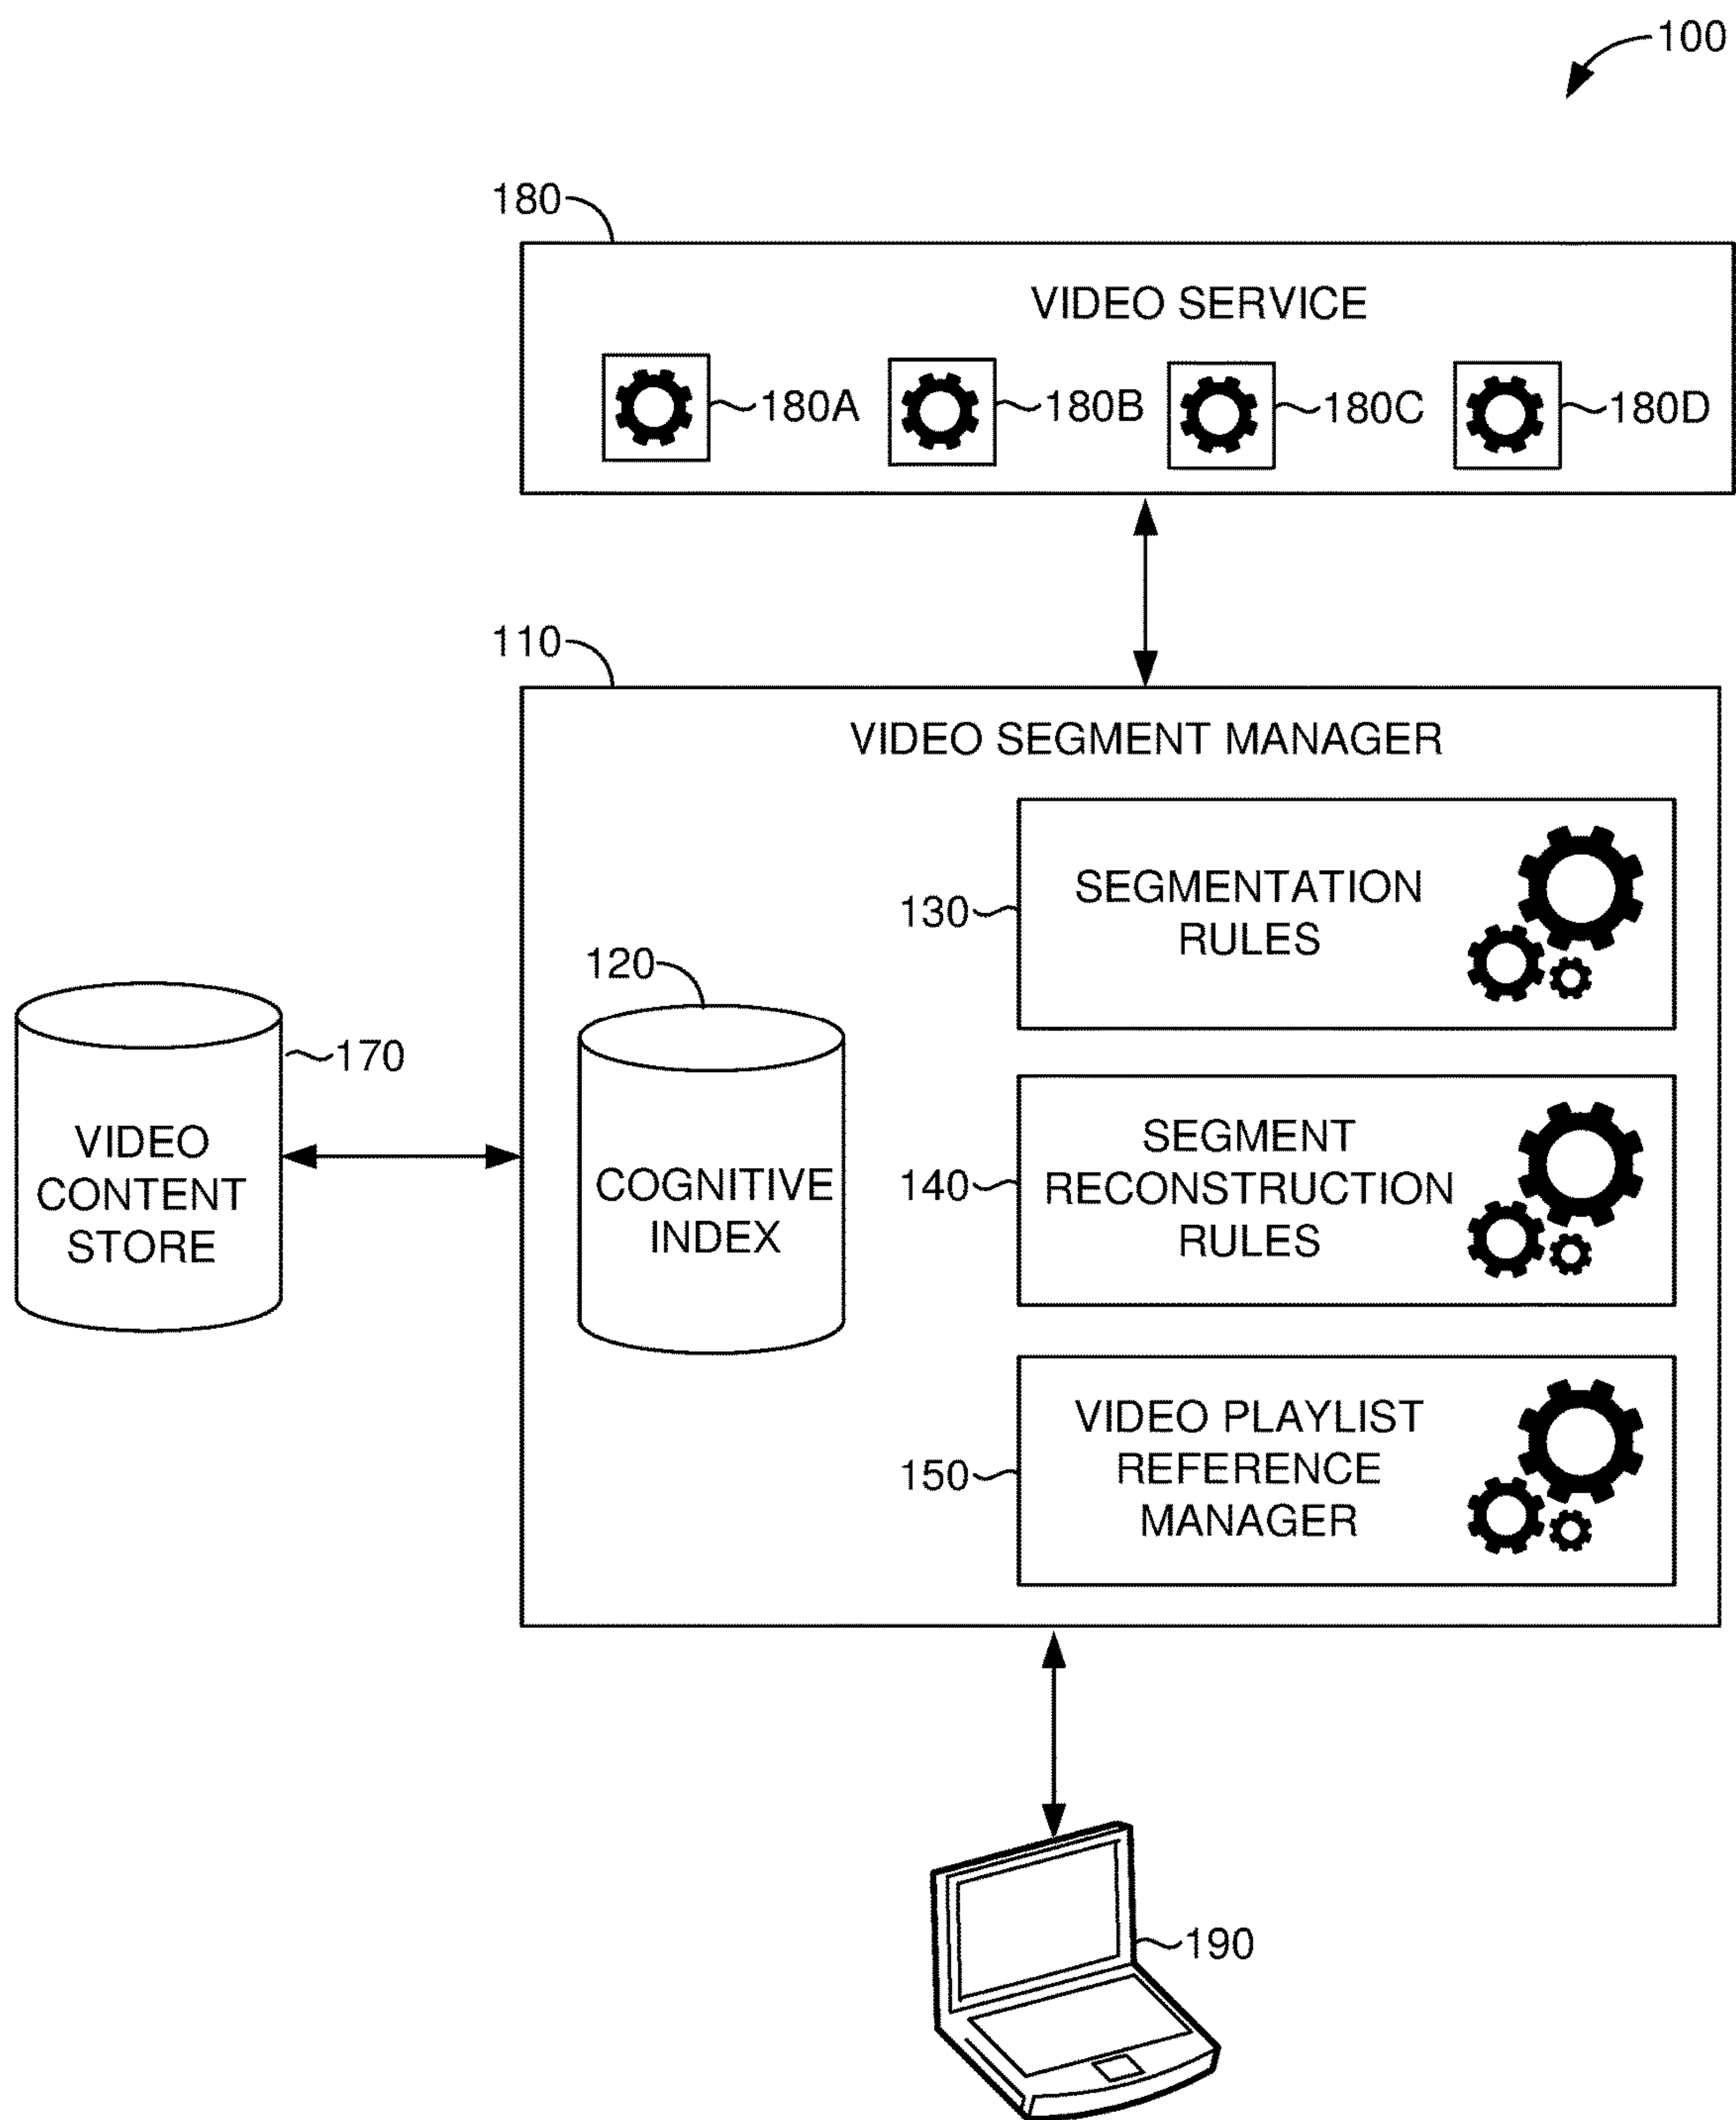 100
180
VIDEO SERVICE
180A
180B
180C
180D
110
VIDEO SEGMENT MANAGER
130
SEGMENTATION
RULES
120
COGNITIVE
INDEX
170
VIDEO
CONTENT
STORE
140
SEGMENT
RECONSTRUCTION
RULES
150
VIDEO PLAYLIST
REFERENCE
MANAGER
190